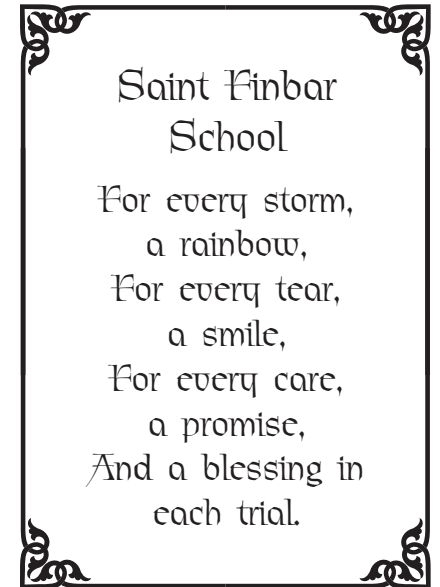 Saint Finbar
School
For every storm,
a rainbow,
For every tear,
a smile,
For every care,
a promise,
And a blessing in
each trial.